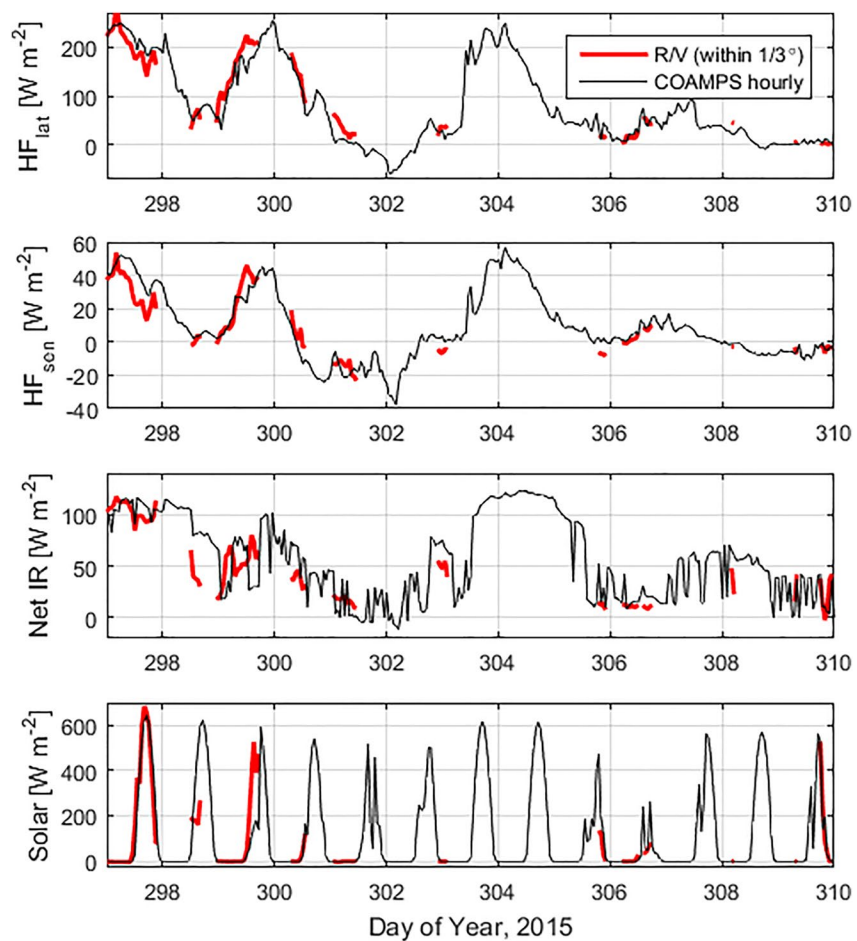 HF_lat [W m⁻²]
200
100
0
R/V (within 1/3°)
COAMPS hourly
298 300 302 304 306 308 310
HF_sen [W m⁻²]
60
40
20
0
-20
-40
298 300 302 304 306 308 310
Net IR [W m⁻²]
100
50
0
298 300 302 304 306 308 310
Solar [W m⁻²]
600
400
200
0
298 300 302 304 306 308 310
Day of Year, 2015